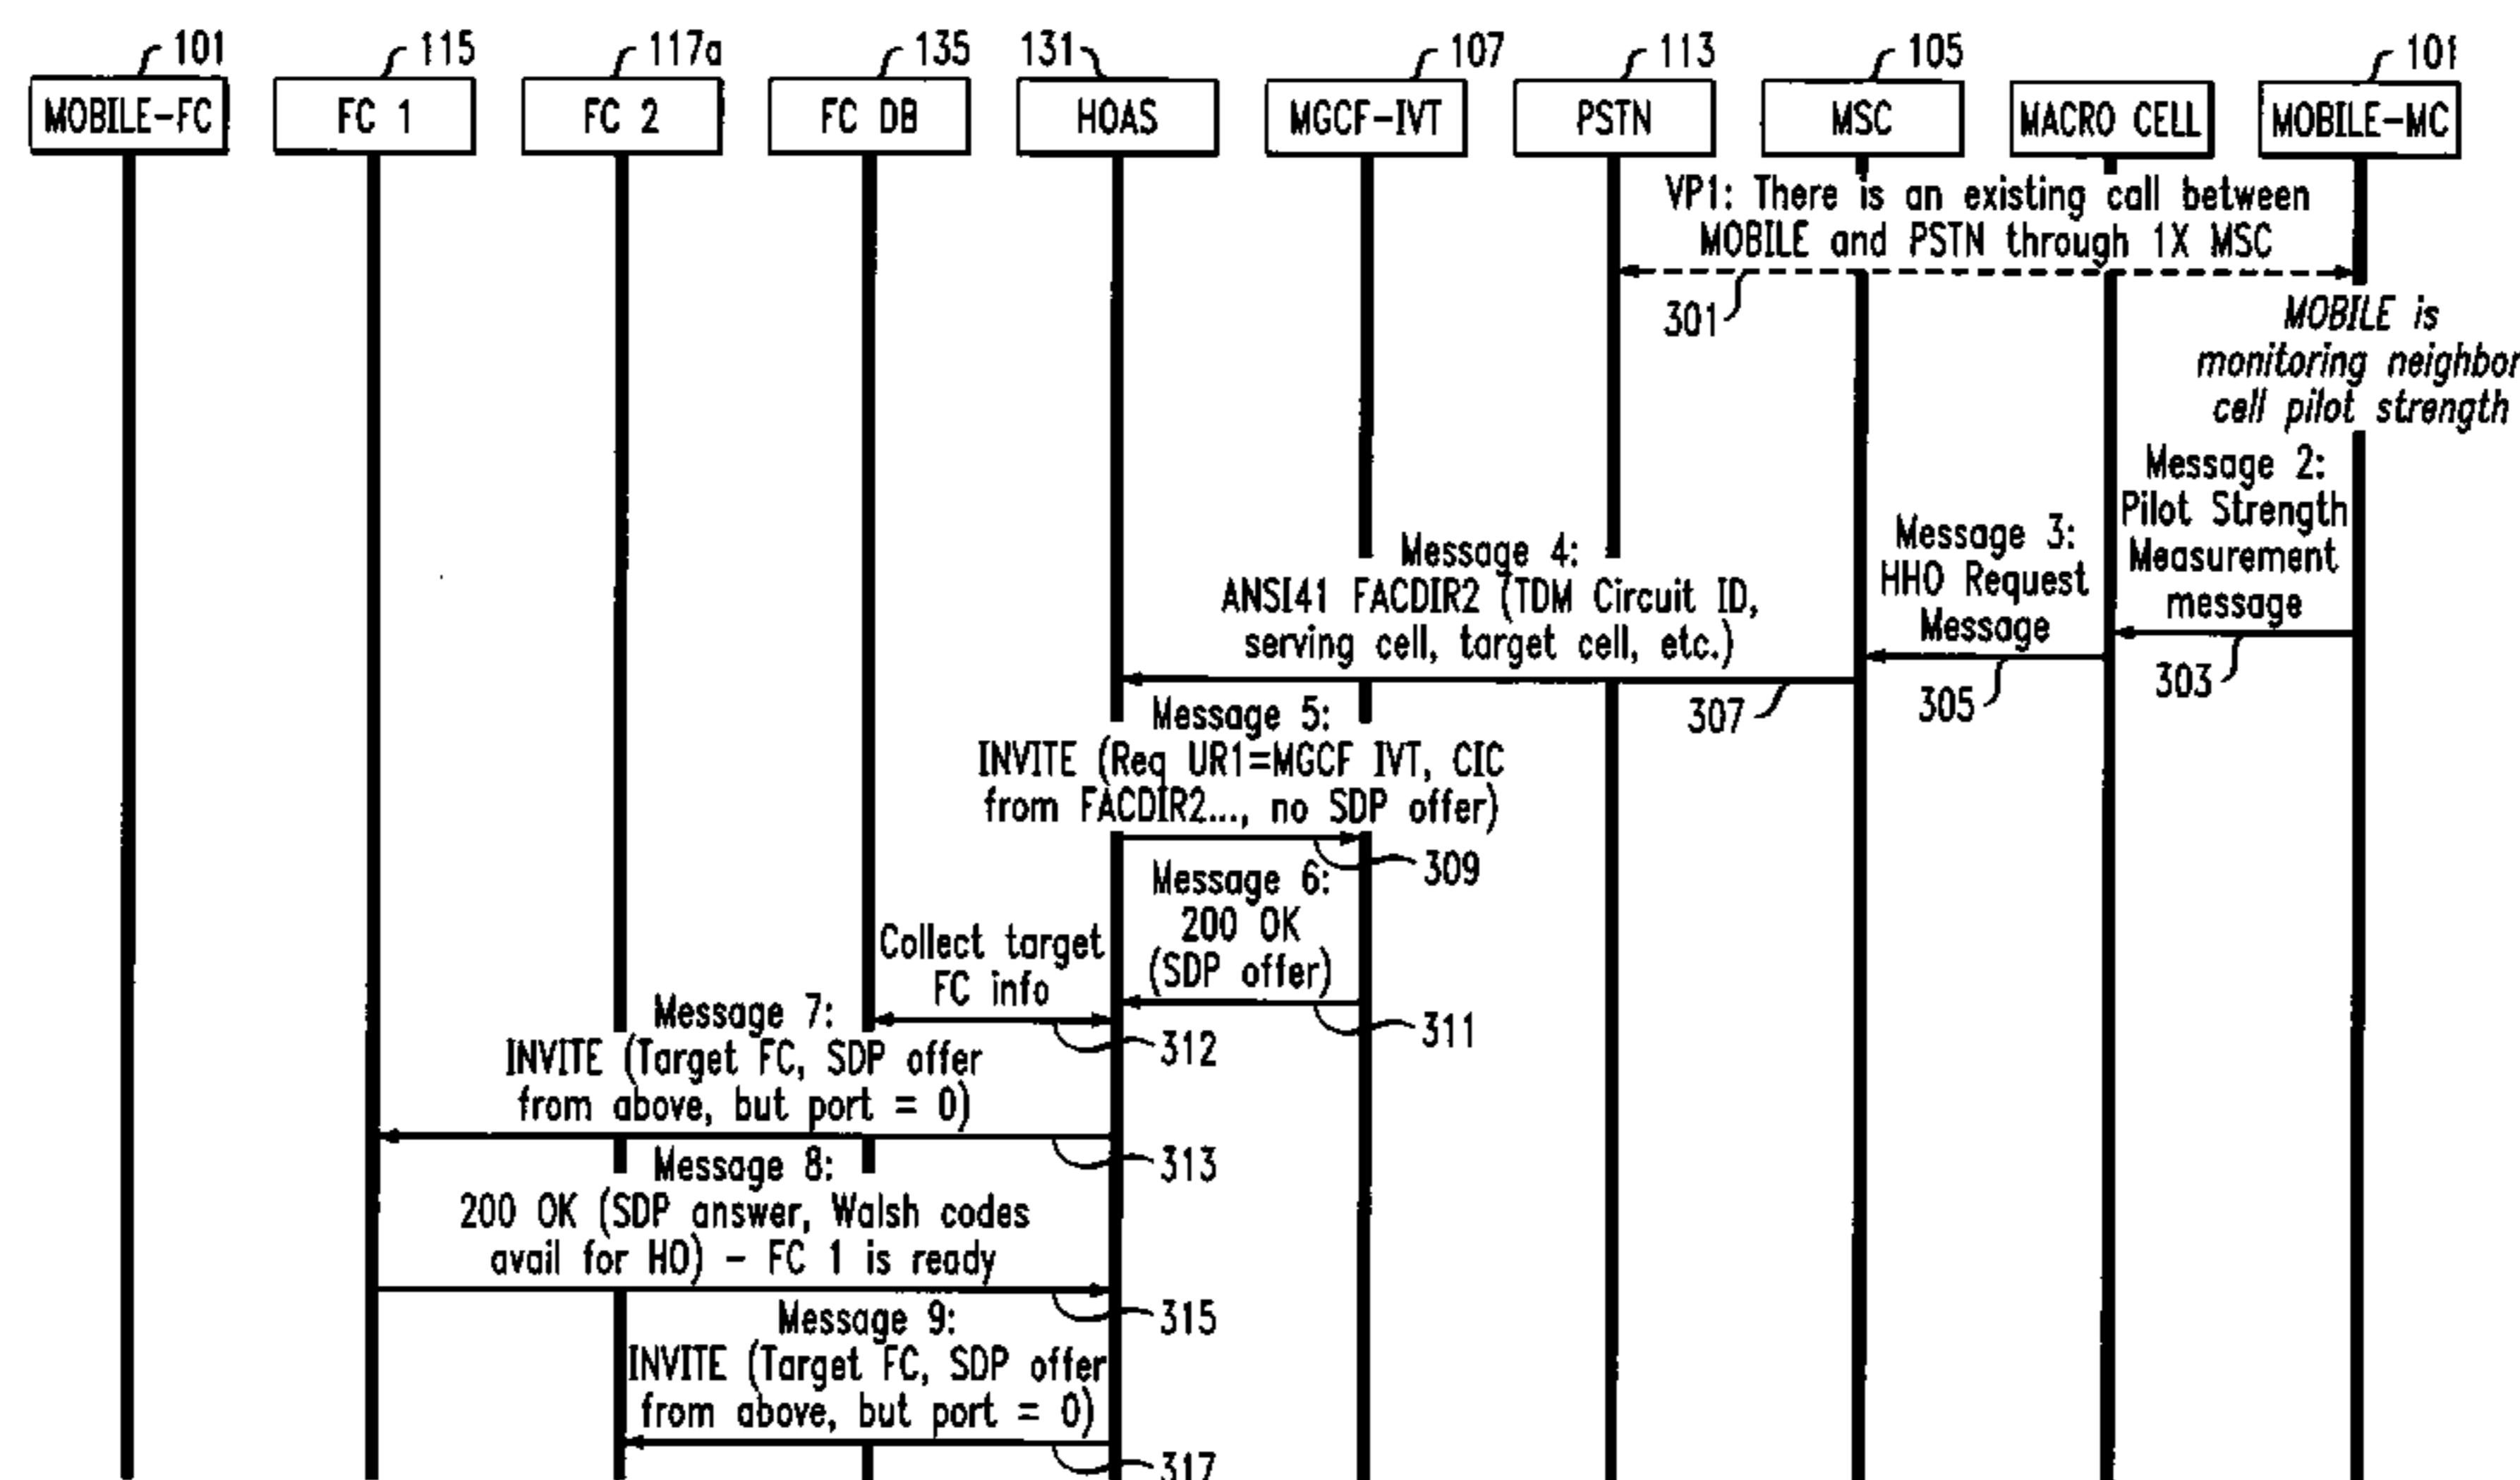 101
115
117a
135
131
107
113
105
101
MOBILE-FC
FC 1
FC 2
FC DB
HOAS
MGCF-IVT
PSTN
MSC
MACRO CELL
MOBILE-MC
VP1: There is an existing call between
MOBILE and PSTN through 1X MSC
301
MOBILE is
monitoring neighbor
cell pilot strength
Message 2:
Pilot Strength
Measurement
message
303
Message 3:
HHO Request
Message
305
Message 4:
ANSI41 FACDIR2 (TDM Circuit ID,
serving cell, target cell, etc.)
307
Message 5:
INVITE (Req UR1=MGCF IVT, CIC
from FACDIR2..., no SDP offer)
309
Message 6:
200 OK
(SDP offer)
311
Collect target
FC info
312
Message 7:
INVITE (Target FC, SDP offer
from above, but port = 0)
313
Message 8:
200 OK (SDP answer, Walsh codes
avail for HO) - FC 1 is ready
315
Message 9:
INVITE (Target FC, SDP offer
from above, but port = 0)
317